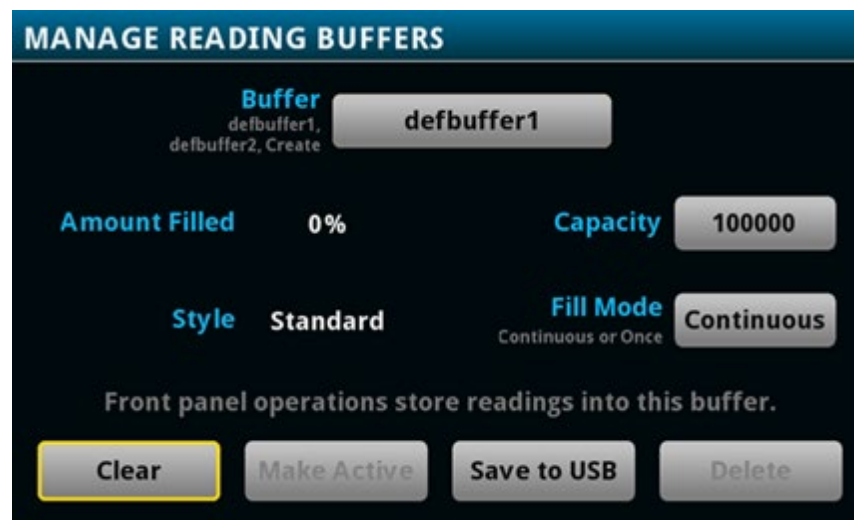 MANAGE READING BUFFERS
Buffer
defbuffer1,
defbuffer2, Create
defbuffer1
Amount Filled 0% Capacity 100000
Style Standard Fill Mode
Continuous or Once
Continuous
Front panel operations store readings into this buffer.
Clear Make Active Save to USB Delete